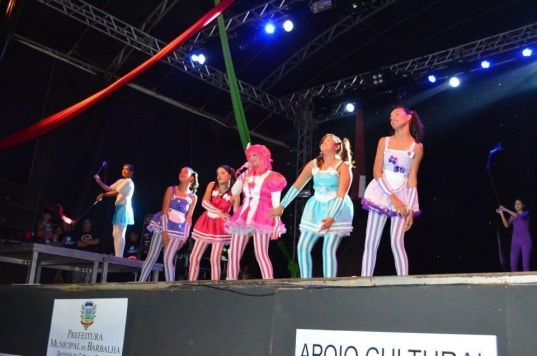 PREFEITURA
MUNICIPAL DE BARBALHA
APOIO CULTURAL